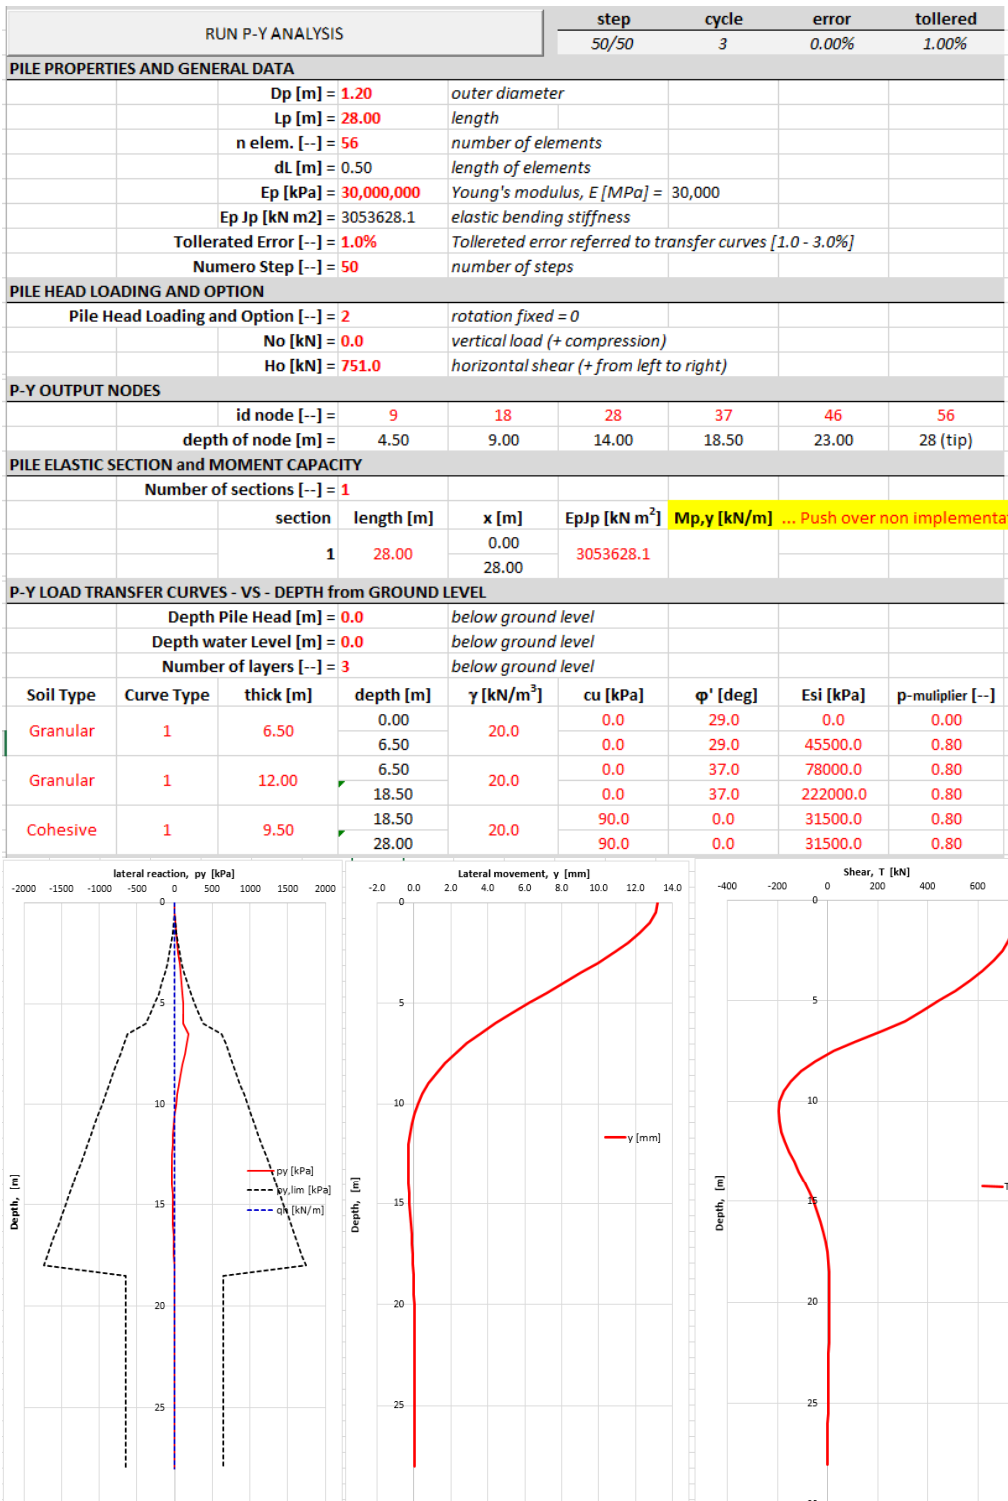 RUN P-Y ANALYSIS
step cycle error tollered
50/50 3 0.00% 1.00%
PILE PROPERTIES AND GENERAL DATA
Dp [m] = 1.20 outer diameter
Lp [m] = 28.00 length
n elem. [--] = 56 number of elements
dL [m] = 0.50 length of elements
Ep [kPa] = 30,000,000 Young's modulus, E [MPa] = 30,000
Ep Jp [kN m2] = 3053628.1 elastic bending stiffness
Tollerated Error [--] = 1.0% Tollereted error referred to transfer curves [1.0 - 3.0%]
Numero Step [--] = 50 number of steps
PILE HEAD LOADING AND OPTION
Pile Head Loading and Option [--] = 2 rotation fixed = 0
No [kN] = 0.0 vertical load (+ compression)
Ho [kN] = 751.0 horizontal shear (+ from left to right)
P-Y OUTPUT NODES
id node [--] = 9 18 28 37 46 56
depth of node [m] = 4.50 9.00 14.00 18.50 23.00 28 (tip)
PILE ELASTIC SECTION and MOMENT CAPACITY
Number of sections [--] = 1
section length [m] x [m] EpJp [kN m²] Mp,y [kN/m] ... Push over non implementa
0.00
1 28.00 3053628.1
28.00
P-Y LOAD TRANSFER CURVES - VS - DEPTH from GROUND LEVEL
Depth Pile Head [m] = 0.0 below ground level
Depth water Level [m] = 0.0 below ground level
Number of layers [--] = 3 below ground level
Soil Type Curve Type thick [m] depth [m] γ [kN/m³] cu [kPa] φ' [deg] Esi [kPa] p-muliplier [--]
0.00 0.0 29.0 0.0 0.00
Granular 1 6.50 20.0
6.50 0.0 29.0 45500.0 0.80
6.50 0.0 37.0 78000.0 0.80
Granular 1 12.00 20.0
18.50 0.0 37.0 222000.0 0.80
18.50 90.0 0.0 31500.0 0.80
Cohesive 1 9.50 20.0
28.00 90.0 0.0 31500.0 0.80
lateral reaction, py [kPa]
-2000 -1500 -1000 -500 0 500 1000 1500 2000
0
5
10
15
20
25
Depth, [m]
py [kPa]
py,lim [kPa]
qh [kN/m]
Lateral movement, y [mm]
-2.0 0.0 2.0 4.0 6.0 8.0 10.0 12.0 14.0
0
5
10
15
20
25
Depth, [m]
y [mm]
Shear, T [kN]
-400 -200 0 200 400 600
0
5
10
15
20
25
Depth, [m]
T